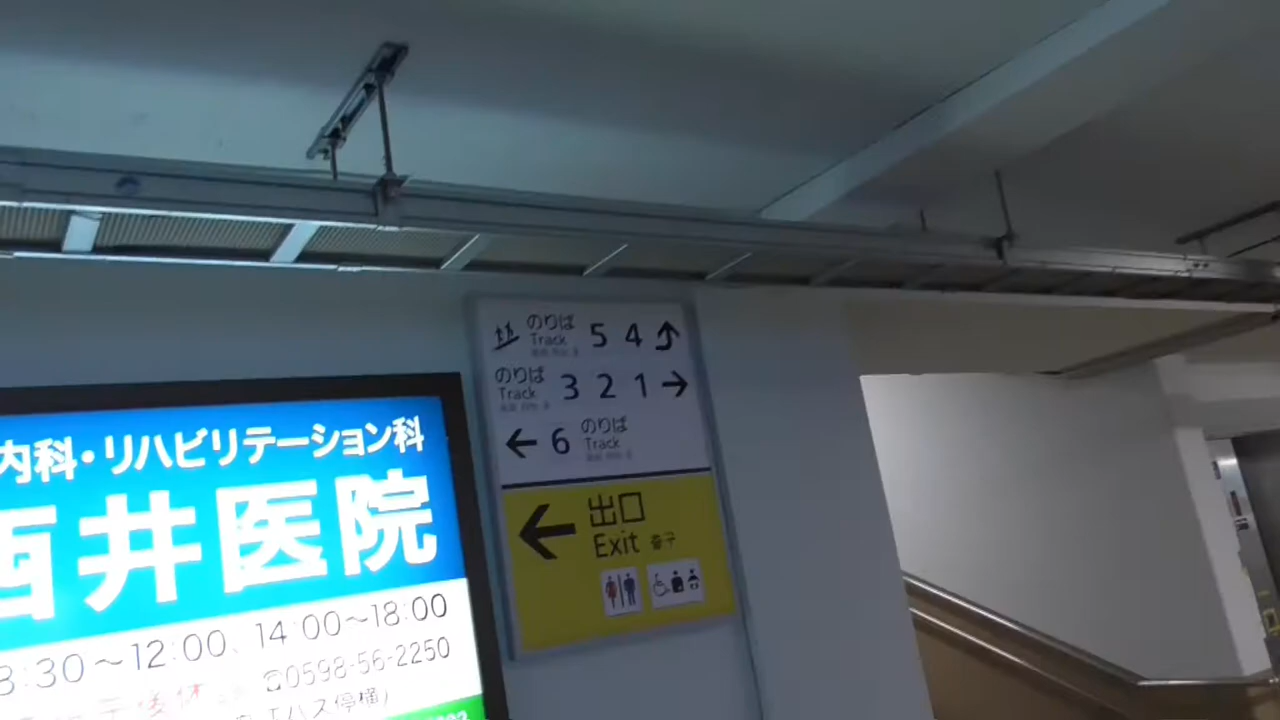 内科・リハビリテーション科
西井医院
8:30～12:00、14:00～18:00
☎0598-56-2250
のりば
Track
5 4
のりば
Track
3 2 1
6
のりば
Track
出口
Exit